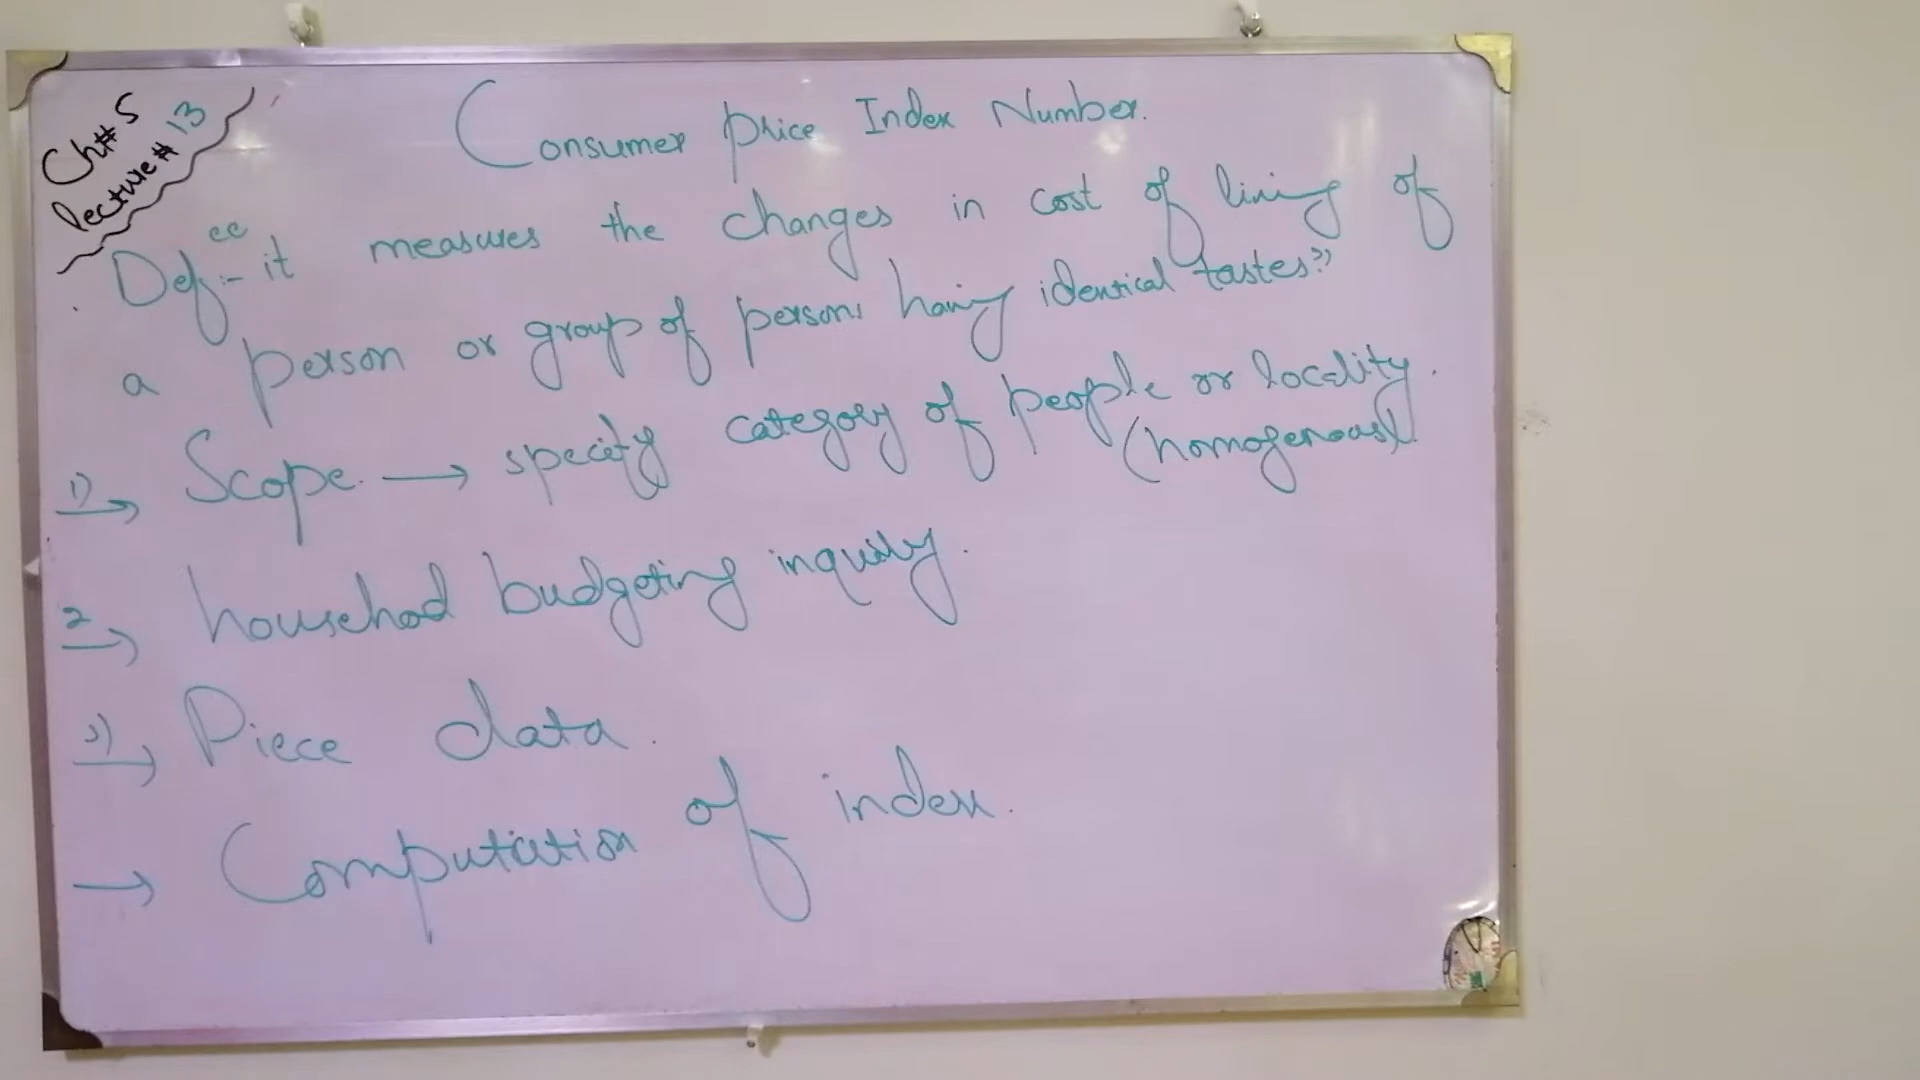 Ch# 5
lecture# 13
Consumer Price Index Number.
Def:- "it measures the changes in cost of living of
a person or group of persons having identical tastes."
1) → Scope. → specify category of people or locality.
(homogenous)
2 → househod budgeting inquiry.
3) → Piece data.
→ Computation of index.